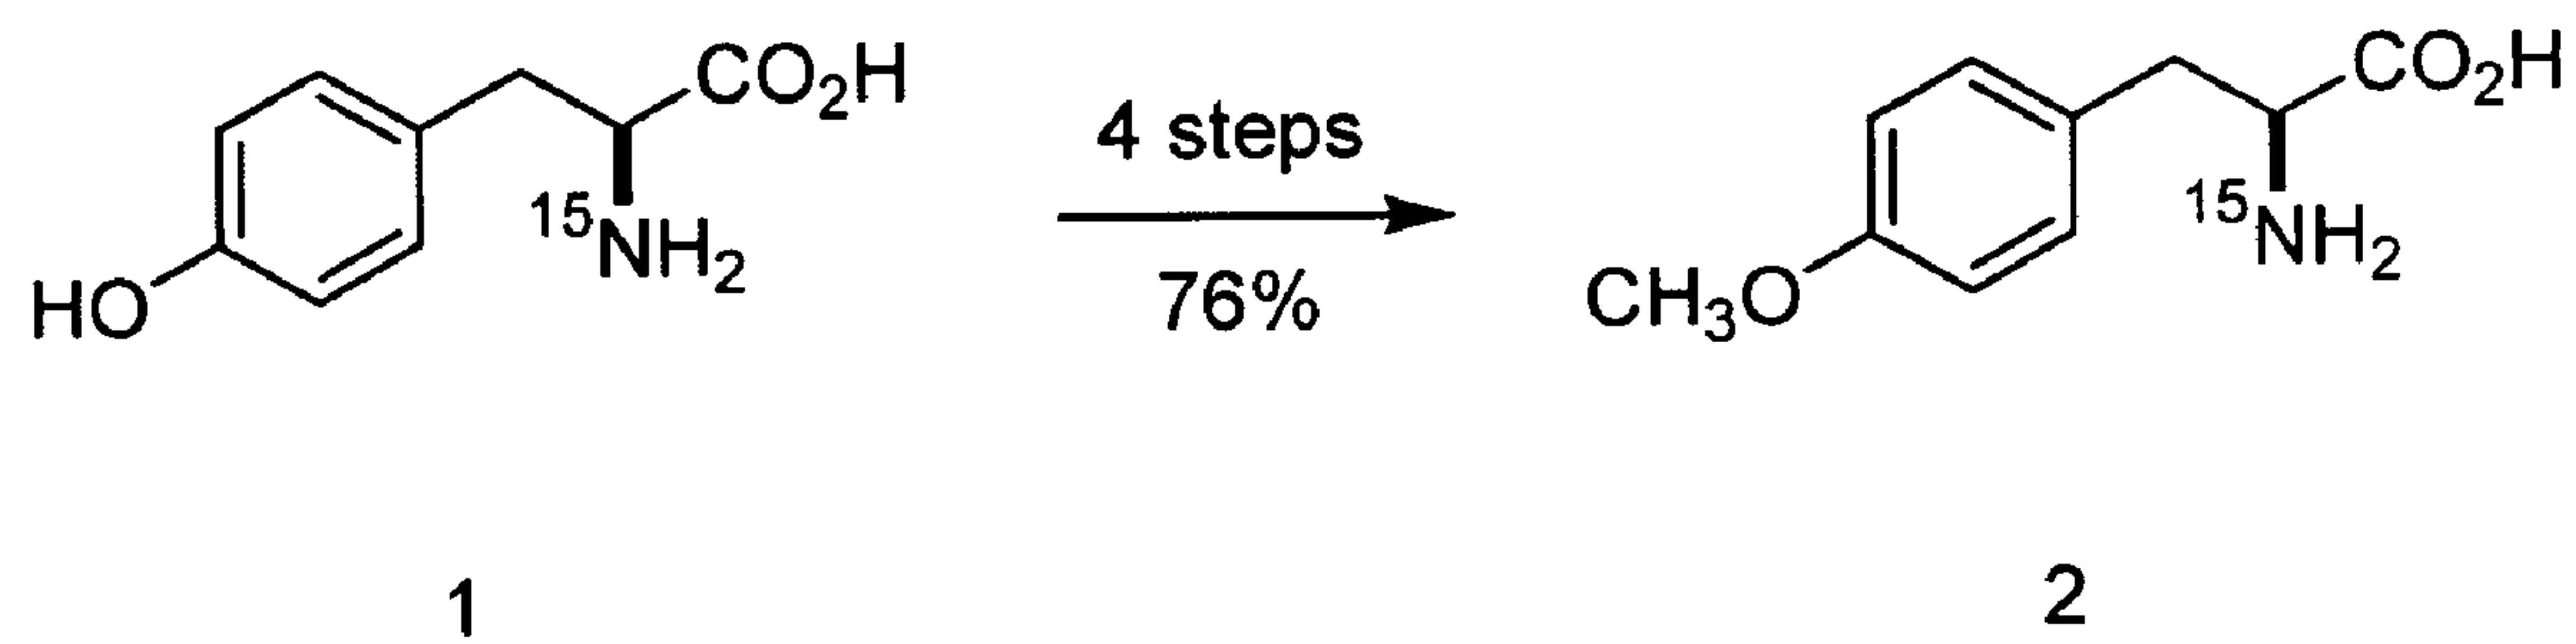 CO₂H
¹⁵NH₂
HO
1
4 steps
76%
CO₂H
¹⁵NH₂
CH₃O
2